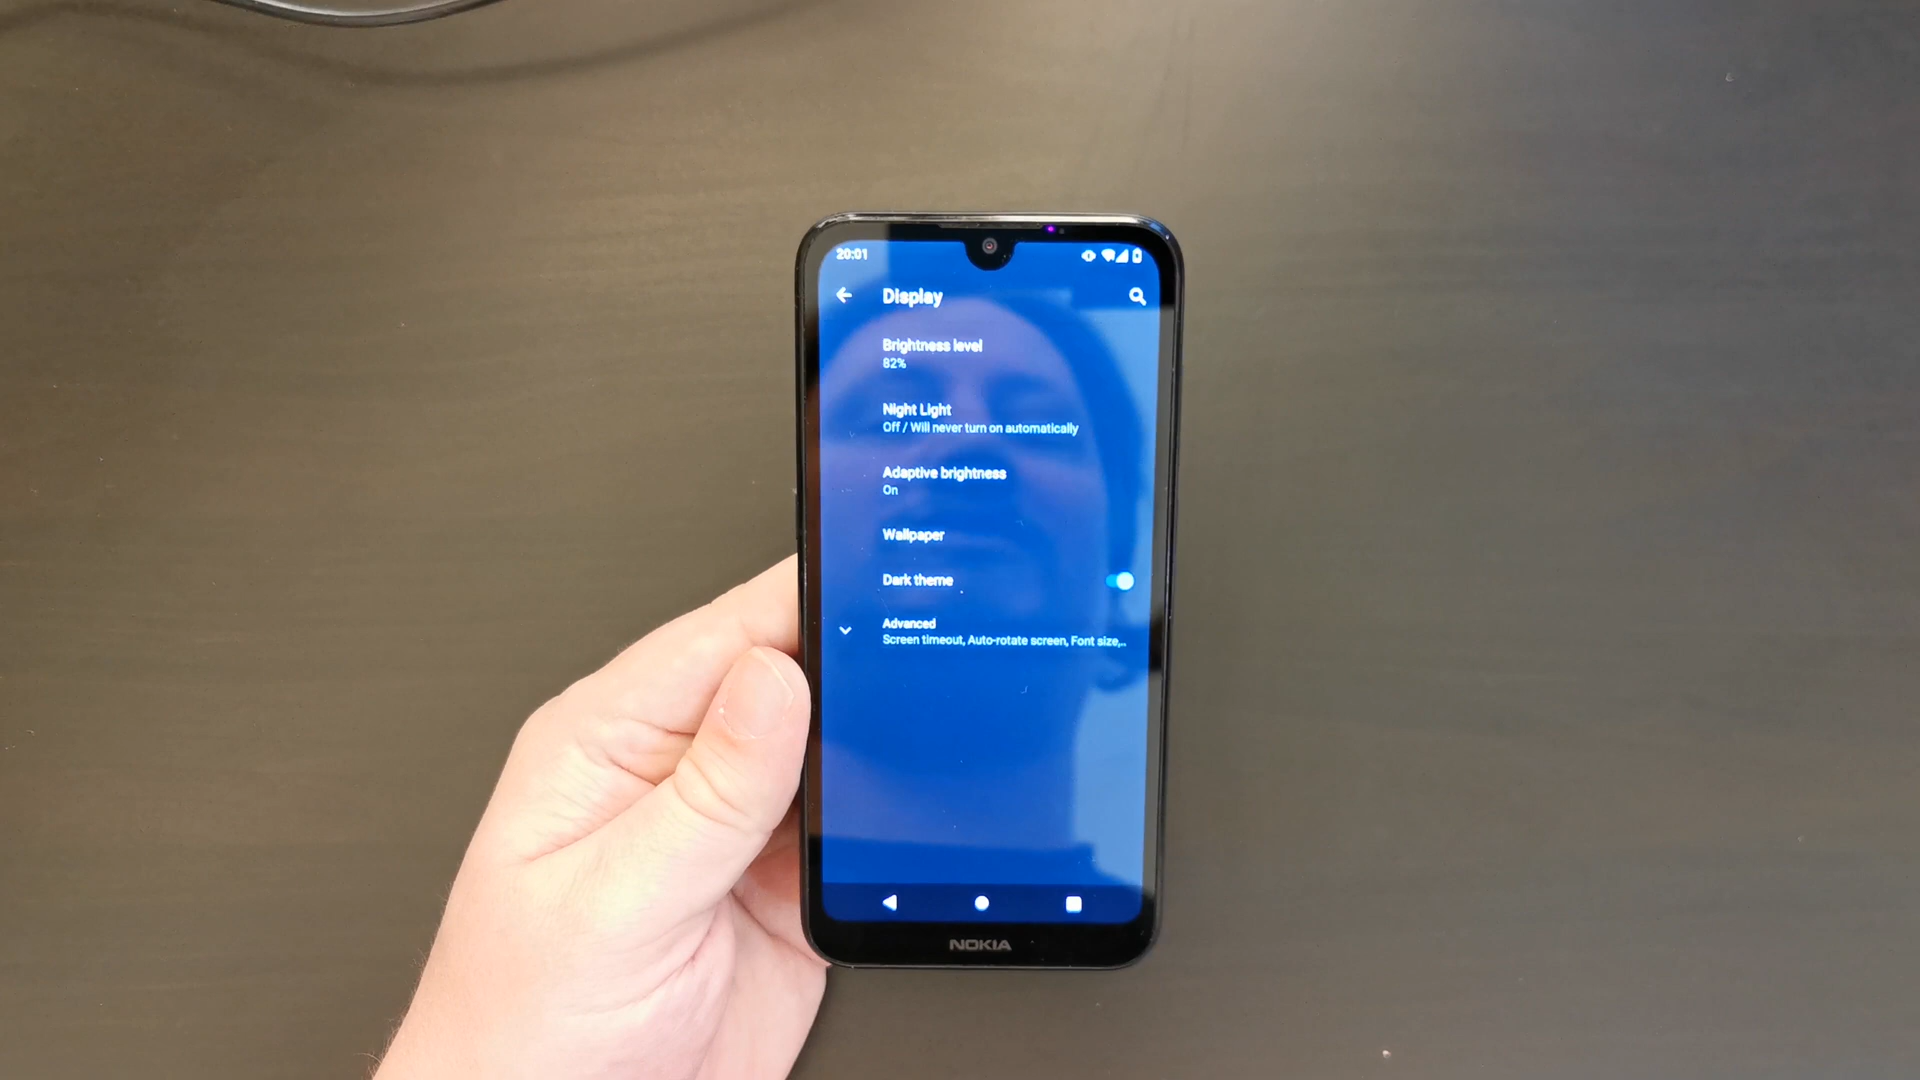 20:01
Display
Brightness level
82%
Night Light
Off / Will never turn on automatically
Adaptive brightness
On
Wallpaper
Dark theme
Advanced
Screen timeout, Auto-rotate screen, Font size,..
NOKIA